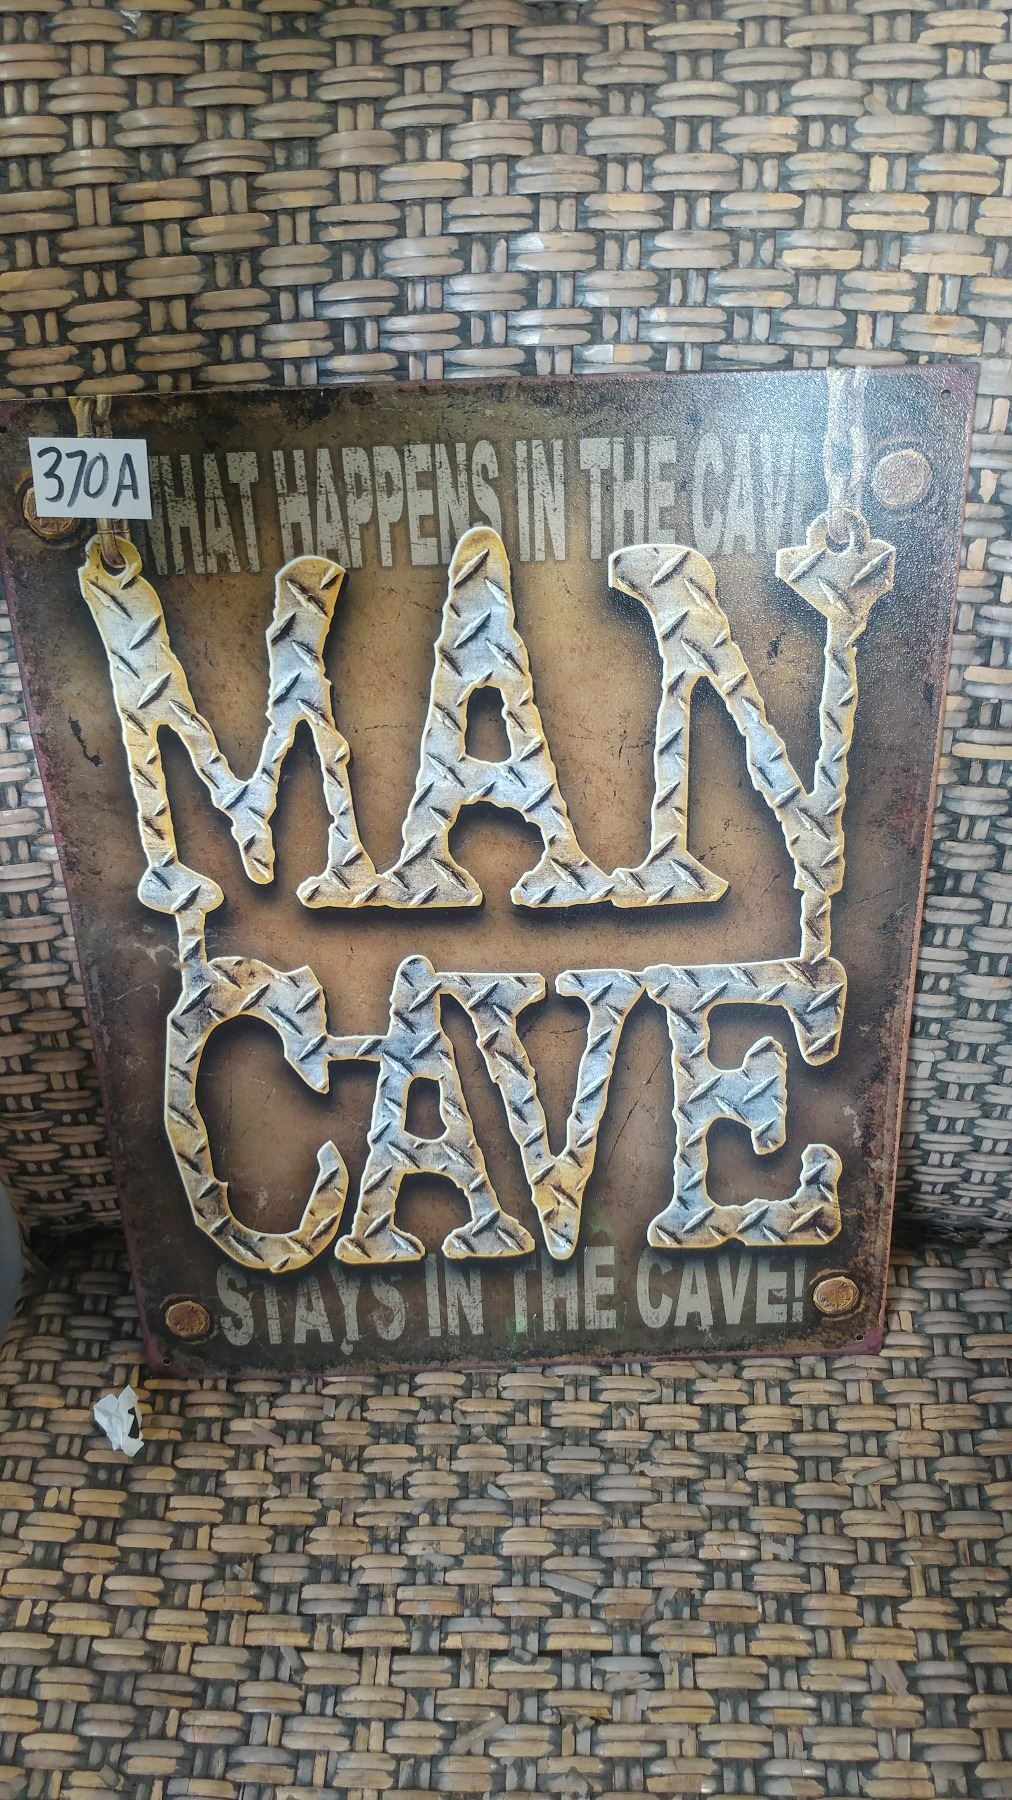 370A
WHAT HAPPENS IN THE CAVE
MAN
CAVE
STAYS IN THE CAVE!